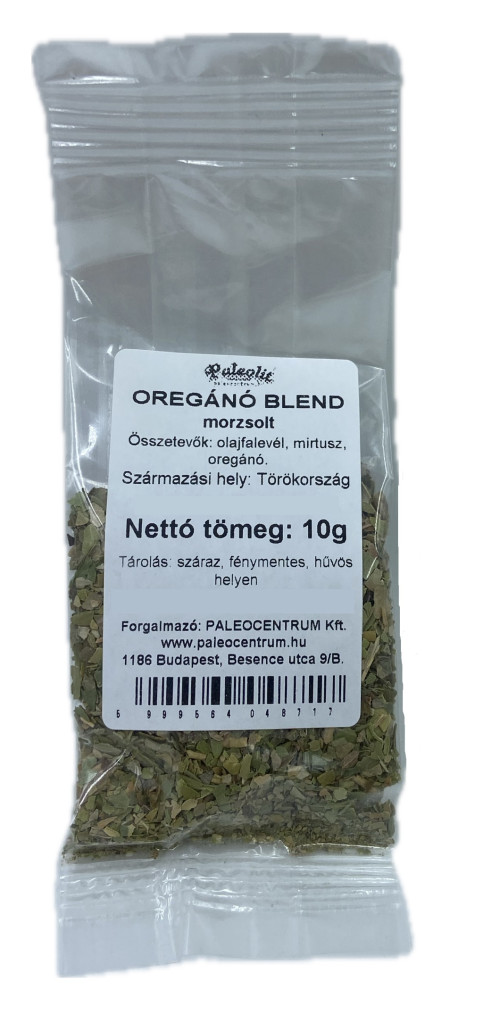 Paleolit
OREGÁNÓ BLEND
morzsolt
Összetevők: olajfalevél, mirtusz,
oregánó.
Származási hely: Törökország
Nettó tömeg: 10g
Tárolás: száraz, fénymentes, hűvös
helyen
Forgalmazó: PALEOCENTRUM Kft.
www.paleocentrum.hu
1186 Budapest, Besence utca 9/B.
5 999564 048717